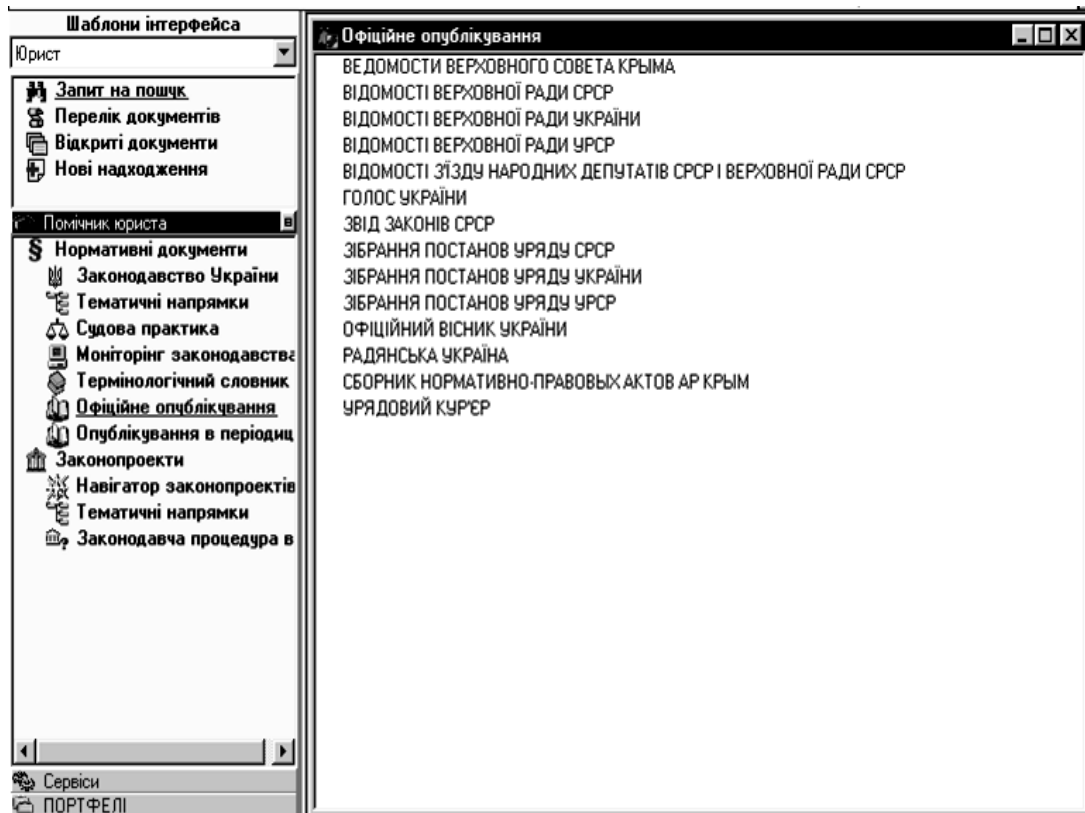 Шаблони інтерфейса
Юрист
Запит на пошук
Перелік документів
Відкриті документи
Нові надходження
Помічник юриста
§ Нормативні документи
Законодавство України
Тематичні напрямки
Судова практика
Моніторінг законодавства
Термінологічний словник
Офіційне опублікування
Опублікування в періодиц
Законопроекти
Навігатор законопроектів
Тематичні напрямки
Законодавча процедура в
Сервіси
ПОРТФЕЛІ
Офіційне опублікування
ВЕДОМОСТИ ВЕРХОВНОГО СОВЕТА КРЫМА
ВІДОМОСТІ ВЕРХОВНОЇ РАДИ СРСР
ВІДОМОСТІ ВЕРХОВНОЇ РАДИ УКРАЇНИ
ВІДОМОСТІ ВЕРХОВНОЇ РАДИ УРСР
ВІДОМОСТІ З'ЇЗДУ НАРОДНИХ ДЕПУТАТІВ СРСР І ВЕРХОВНОЇ РАДИ СРСР
ГОЛОС УКРАЇНИ
ЗВІД ЗАКОНІВ СРСР
ЗІБРАННЯ ПОСТАНОВ УРЯДУ СРСР
ЗІБРАННЯ ПОСТАНОВ УРЯДУ УКРАЇНИ
ЗІБРАННЯ ПОСТАНОВ УРЯДУ УРСР
ОФІЦІЙНИЙ ВІСНИК УКРАЇНИ
РАДЯНСЬКА УКРАЇНА
СБОРНИК НОРМАТИВНО-ПРАВОВЫХ АКТОВ АР КРЫМ
УРЯДОВИЙ КУР'ЄР